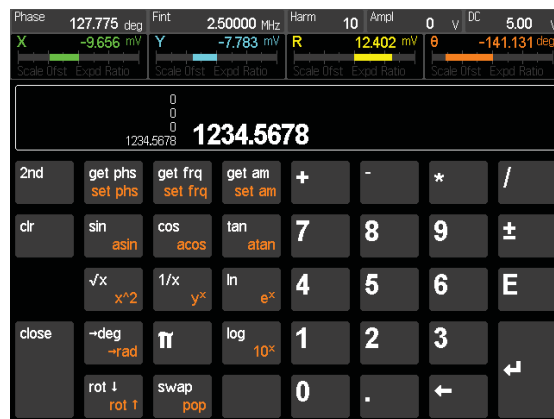 Phase 127.775 deg Fint 2.50000 MHz Harm 10 Ampl 0 V DC 5.00 V
X -9.656 mV Y -7.783 mV R 12.402 mV θ -141.131 deg
Scale Ofst Expd Ratio Scale Ofst Expd Ratio Scale Ofst Expd Ratio Scale Ofst Expd Ratio
0
0
0
1234.5678 1234.5678
2nd get phs get frq get am + - * /
set phs set frq set am
clr sin cos tan 7 8 9 ±
asin acos atan
√x 1/x ln 4 5 6 E
x^2 yˣ eˣ
close →deg π log 1 2 3 ↵
→rad 10ˣ
rot ↓ swap 0 . ←
rot ↑ pop